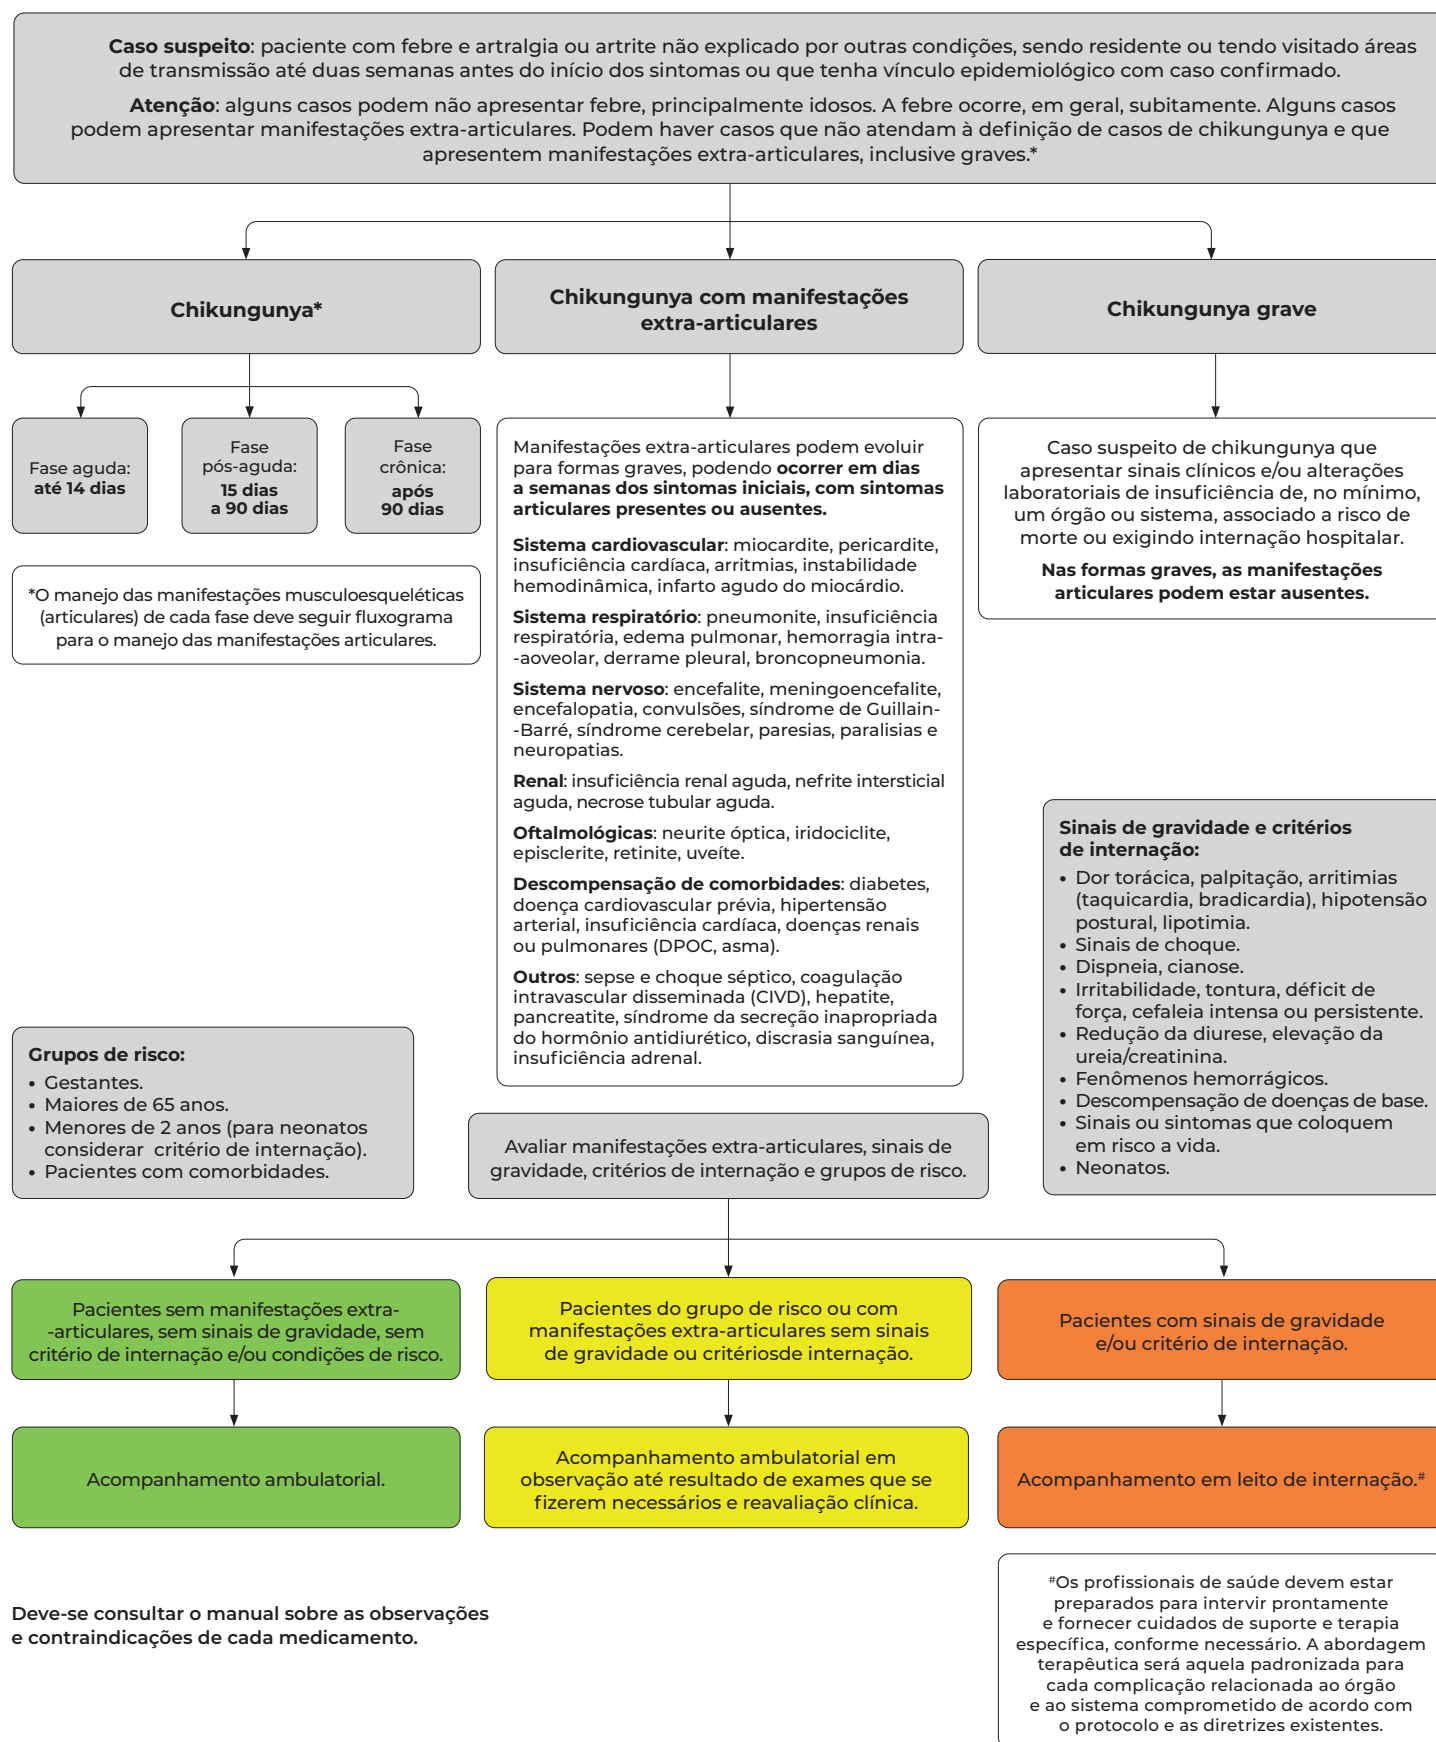 Caso suspeito: paciente com febre e artralgia ou artrite não explicado por outras condições, sendo residente ou tendo visitado áreas
de transmissão até duas semanas antes do início dos sintomas ou que tenha vínculo epidemiológico com caso confirmado.
Atenção: alguns casos podem não apresentar febre, principalmente idosos. A febre ocorre, em geral, subitamente. Alguns casos
podem apresentar manifestações extra-articulares. Podem haver casos que não atendam à definição de casos de chikungunya e que
apresentem manifestações extra-articulares, inclusive graves.*
Chikungunya*
Chikungunya com manifestações
extra-articulares
Chikungunya grave
Fase aguda:
até 14 dias
Fase
pós-aguda:
15 dias
a 90 dias
Fase
crônica:
após
90 dias
*O manejo das manifestações musculoesqueléticas
(articulares) de cada fase deve seguir fluxograma
para o manejo das manifestações articulares.
Manifestações extra-articulares podem evoluir
para formas graves, podendo ocorrer em dias
a semanas dos sintomas iniciais, com sintomas
articulares presentes ou ausentes.
Sistema cardiovascular: miocardite, pericardite,
insuficiência cardíaca, arritmias, instabilidade
hemodinâmica, infarto agudo do miocárdio.
Sistema respiratório: pneumonite, insuficiência
respiratória, edema pulmonar, hemorragia intra-
-aoveolar, derrame pleural, broncopneumonia.
Sistema nervoso: encefalite, meningoencefalite,
encefalopatia, convulsões, síndrome de Guillain-
-Barré, síndrome cerebelar, paresias, paralisias e
neuropatias.
Renal: insuficiência renal aguda, nefrite intersticial
aguda, necrose tubular aguda.
Oftalmológicas: neurite óptica, iridociclite,
episclerite, retinite, uveíte.
Descompensação de comorbidades: diabetes,
doença cardiovascular prévia, hipertensão
arterial, insuficiência cardíaca, doenças renais
ou pulmonares (DPOC, asma).
Outros: sepse e choque séptico, coagulação
intravascular disseminada (CIVD), hepatite,
pancreatite, síndrome da secreção inapropriada
do hormônio antidiurético, discrasia sanguínea,
insuficiência adrenal.
Caso suspeito de chikungunya que
apresentar sinais clínicos e/ou alterações
laboratoriais de insuficiência de, no mínimo,
um órgão ou sistema, associado a risco de
morte ou exigindo internação hospitalar.
Nas formas graves, as manifestações
articulares podem estar ausentes.
Sinais de gravidade e critérios
de internação:
• Dor torácica, palpitação, arritimias
(taquicardia, bradicardia), hipotensão
postural, lipotimia.
• Sinais de choque.
• Dispneia, cianose.
• Irritabilidade, tontura, déficit de
força, cefaleia intensa ou persistente.
• Redução da diurese, elevação da
ureia/creatinina.
• Fenômenos hemorrágicos.
• Descompensação de doenças de base.
• Sinais ou sintomas que coloquem
em risco a vida.
• Neonatos.
Grupos de risco:
• Gestantes.
• Maiores de 65 anos.
• Menores de 2 anos (para neonatos
considerar critério de internação).
• Pacientes com comorbidades.
Avaliar manifestações extra-articulares, sinais de
gravidade, critérios de internação e grupos de risco.
Pacientes sem manifestações extra-
-articulares, sem sinais de gravidade, sem
critério de internação e/ou condições de risco.
Pacientes do grupo de risco ou com
manifestações extra-articulares sem sinais
de gravidade ou critériosde internação.
Pacientes com sinais de gravidade
e/ou critério de internação.
Acompanhamento ambulatorial.
Acompanhamento ambulatorial em
observação até resultado de exames que se
fizerem necessários e reavaliação clínica.
Acompanhamento em leito de internação.#
Deve-se consultar o manual sobre as observações
e contraindicações de cada medicamento.
#Os profissionais de saúde devem estar
preparados para intervir prontamente
e fornecer cuidados de suporte e terapia
específica, conforme necessário. A abordagem
terapêutica será aquela padronizada para
cada complicação relacionada ao órgão
e ao sistema comprometido de acordo com
o protocolo e as diretrizes existentes.